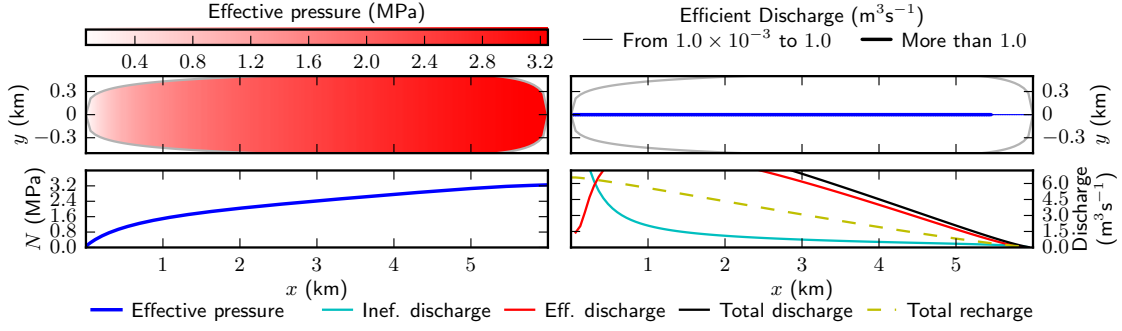 Effective pressure (MPa)
0.4 0.8 1.2 1.6 2.0 2.4 2.8 3.2
Efficient Discharge (m³s⁻¹)
From 1.0 × 10⁻³ to 1.0 More than 1.0
y (km)
0.3
0
−0.3
0.3
0
−0.3
y (km)
N (MPa)
3.2
2.4
1.6
0.8
0.0
1 2 3 4 5
x (km)
6.0
4.5
3.0
1.5
0.0
Discharge
(m³s⁻¹)
1 2 3 4 5
x (km)
Effective pressure Inef. discharge Eff. discharge Total discharge Total recharge